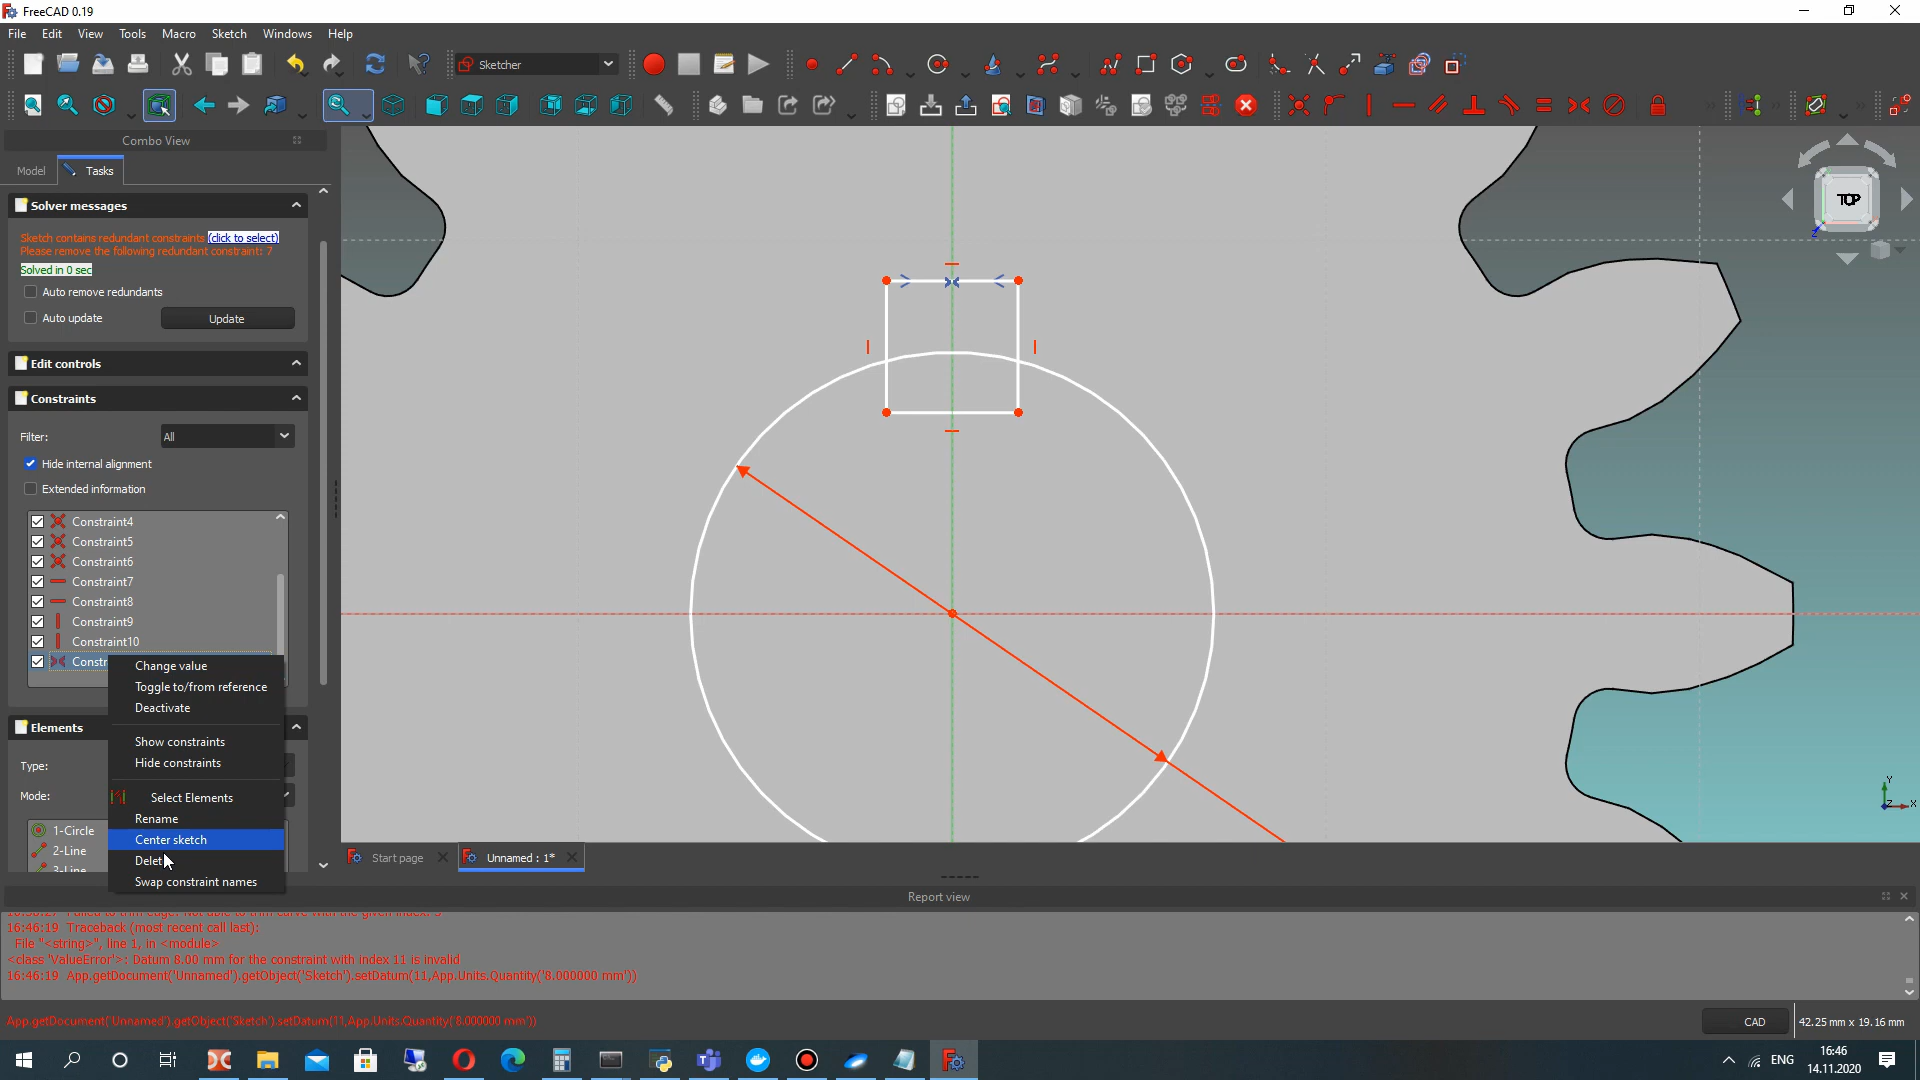 FreeCAD 0.19
File Edit View Tools Macro Sketch Windows Help
Sketcher
Combo View
Model Tasks
Solver messages
Sketch contains redundant constraints (click to select)
Please remove the following redundant constraint: 7
Solved in 0 sec
Auto remove redundants
Auto update Update
Edit controls
Constraints
Filter: All
Hide internal alignment
Extended information
Constraint4
Constraint5
Constraint6
Constraint7
Constraint8
Constraint9
Constraint10
Constr
Change value
Toggle to/from reference
Deactivate
Show constraints
Hide constraints
Select Elements
Rename
Center sketch
Delet
Swap constraint names
Elements
Type:
Mode:
1-Circle
2-Line
3-Line
TOP
Y
Z
X
Z
Start page Unnamed : 1*
Report view
16:46:19 Traceback (most recent call last):
File "<string>", line 1, in <module>
<class 'ValueError'>: Datum 8.00 mm for the constraint with index 11 is invalid
16:46:19 App.getDocument('Unnamed').getObject('Sketch').setDatum(11,App.Units.Quantity('8.000000 mm'))
App.getDocument('Unnamed').getObject('Sketch').setDatum(11,App.Units.Quantity('8.000000 mm'))
CAD 42.25 mm x 19.16 mm
ENG 16:46
14.11.2020